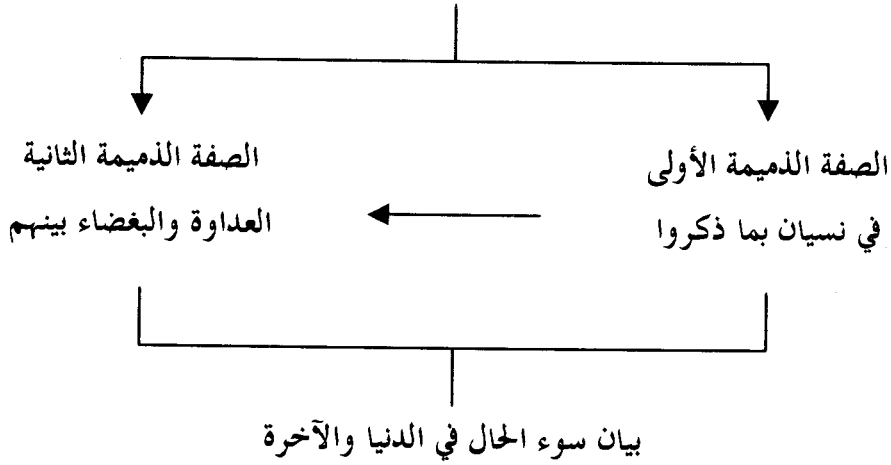 الصفة الذميمة الأولى
في نسيان بما ذكروا
الصفة الذميمة الثانية
العداوة والبغضاء بينهم
بيان سوء الحال في الدنيا والآخرة